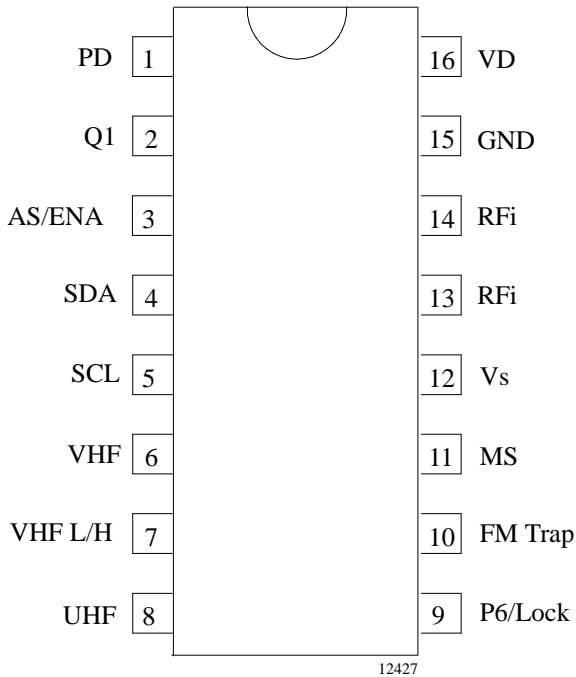 PD 1 16 VD
Q1 2 15 GND
AS/ENA 3 14 RFi
SDA 4 13 RFi
SCL 5 12 Vs
VHF 6 11 MS
VHF L/H 7 10 FM Trap
UHF 8 9 P6/Lock
12427